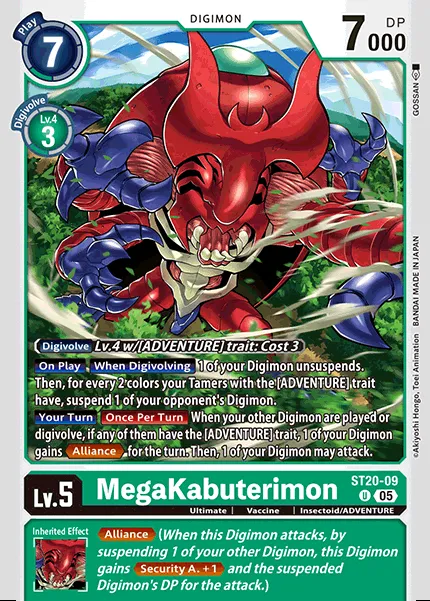 DIGIMON
Play
7
7000
DP
Digivolve
Lv.4
3
GOSSAN
©Akiyoshi Hongo, Toei Animation BANDAI MADE IN JAPAN
Digivolve Lv.4 w/[ADVENTURE] trait: Cost 3
On Play When Digivolving 1 of your Digimon unsuspends.
Then, for every 2 colors your Tamers with the [ADVENTURE] trait
have, suspend 1 of your opponent's Digimon.
Your Turn Once Per Turn When your other Digimon are played or
digivolve, if any of them have the [ADVENTURE] trait, 1 of your Digimon
gains Alliance for the turn. Then, 1 of your Digimon may attack.
Lv.5
MegaKabuterimon
ST20-09
U 05
Ultimate | Vaccine | Insectoid/ADVENTURE
Inherited Effect
Alliance (When this Digimon attacks, by
suspending 1 of your other Digimon, this Digimon
gains Security A. +1 and the suspended
Digimon's DP for the attack.)